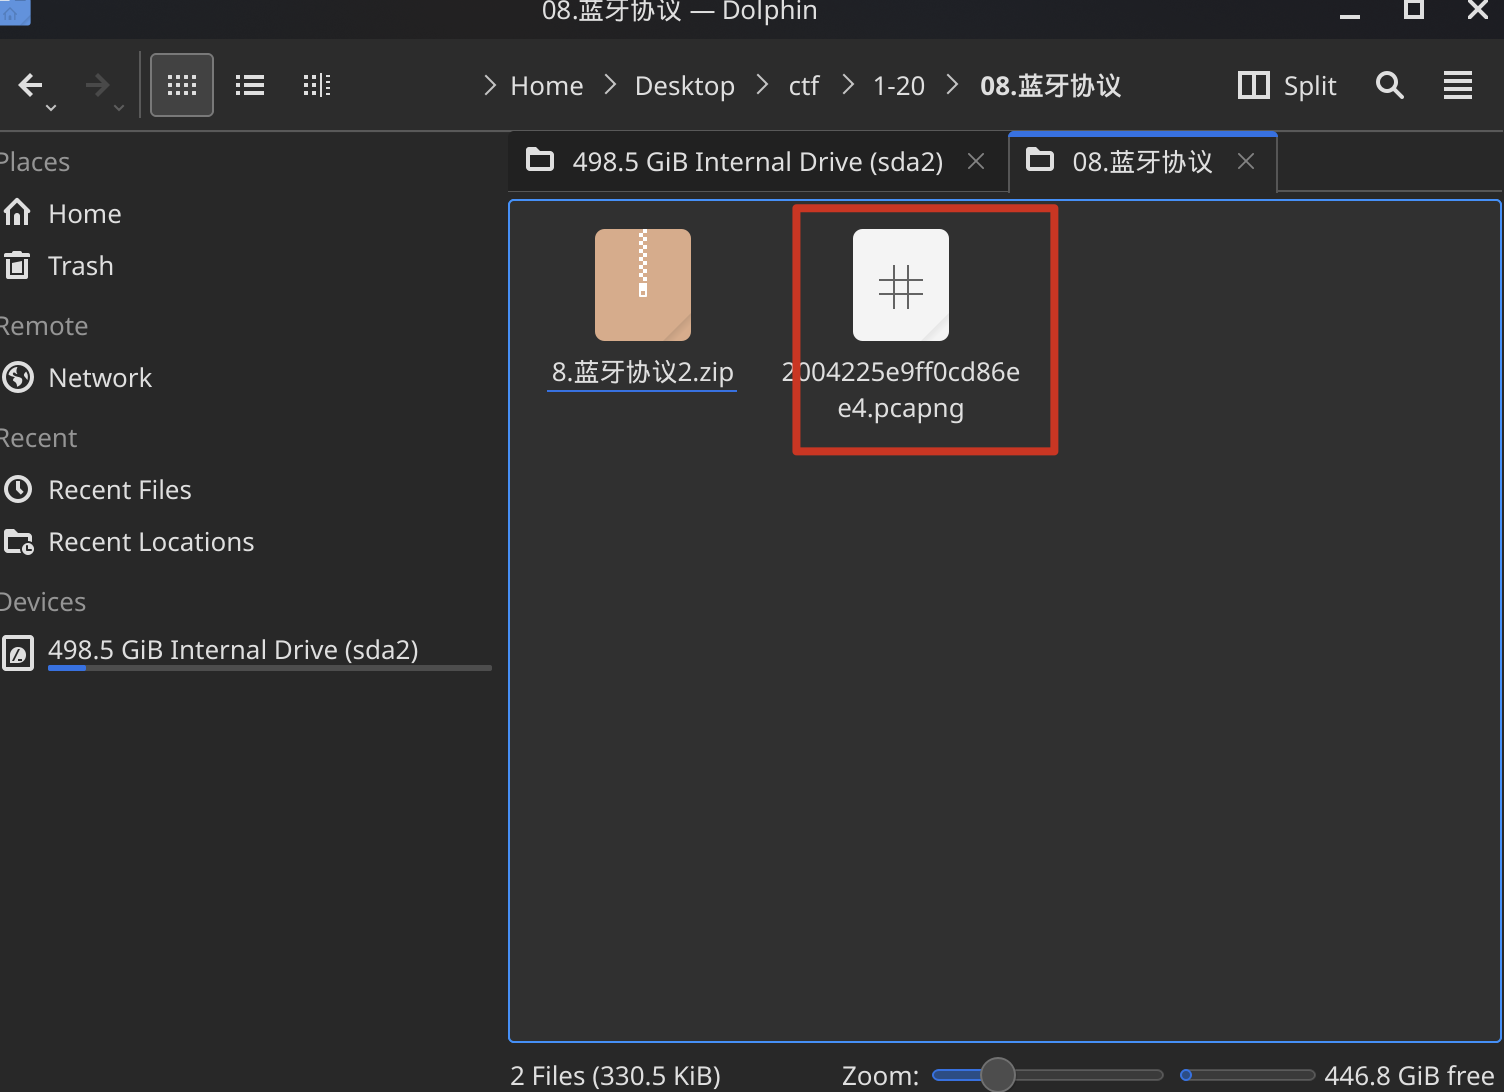 08.蓝牙协议 — Dolphin
Home Desktop ctf 1-20 08.蓝牙协议 Split
Places
498.5 GiB Internal Drive (sda2) 08.蓝牙协议
Home
Trash
Remote
Network
Recent
Recent Files
Recent Locations
Devices
498.5 GiB Internal Drive (sda2)
8.蓝牙协议2.zip
2004225e9ff0cd86e
e4.pcapng
2 Files (330.5 KiB) Zoom: 446.8 GiB free